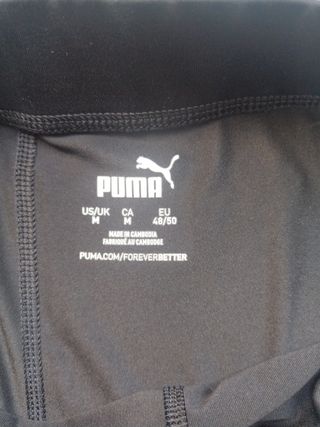 PUMA
US/UK CA EU
M M 48/50
MADE IN CAMBODIA
FABRIQUÉ AU CAMBODGE
PUMA.COM/FOREVERBETTER